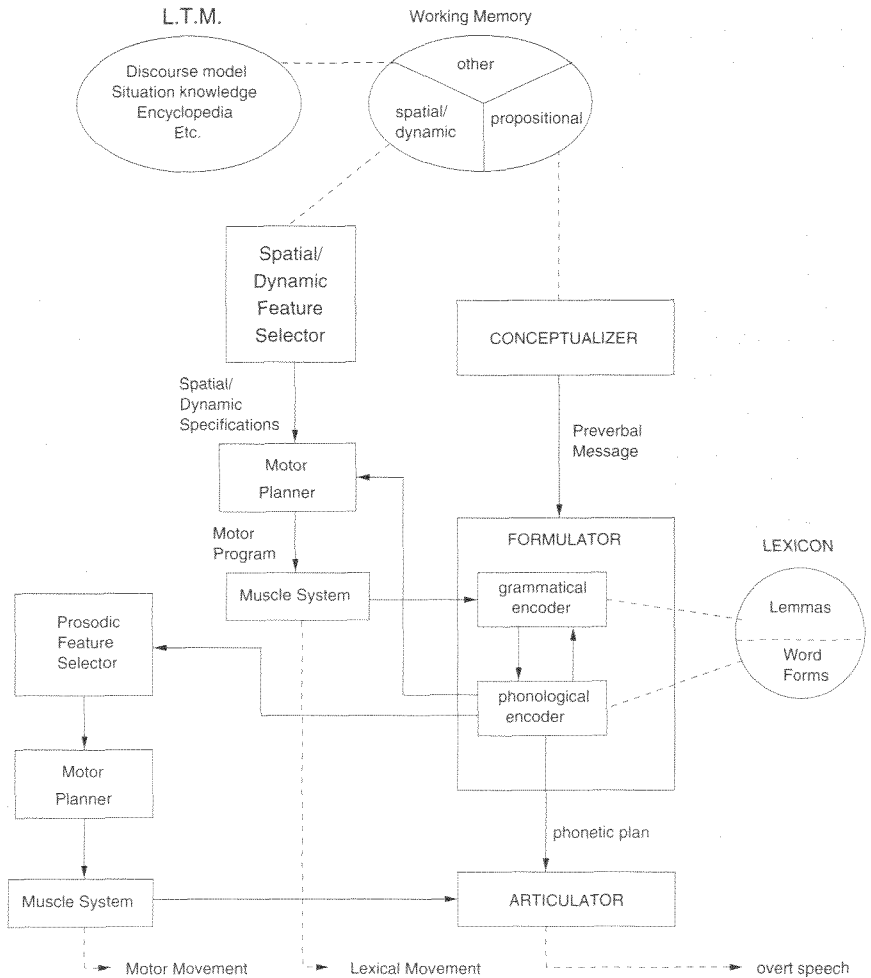 L.T.M.
Working Memory
Discourse model
Situation knowledge
Encyclopedia
Etc.
other
spatial/
dynamic
propositional
Spatial/
Dynamic
Feature
Selector
CONCEPTUALIZER
Spatial/
Dynamic
Specifications
Preverbal
Message
Motor
Planner
Motor
Program
FORMULATOR
LEXICON
Muscle System
grammatical
encoder
Lemmas
Word
Forms
Prosodic
Feature
Selector
phonological
encoder
Motor
Planner
phonetic plan
Muscle System
ARTICULATOR
Motor Movement
Lexical Movement
overt speech